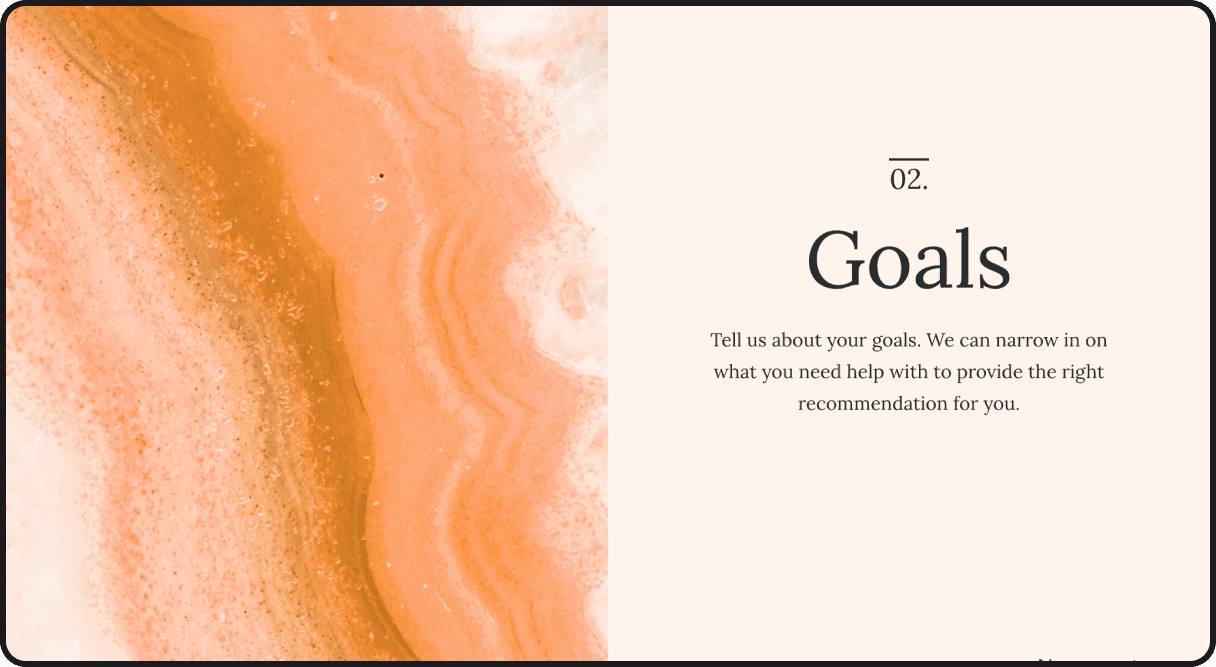 02.
Goals
Tell us about your goals. We can narrow in on
what you need help with to provide the right
recommendation for you.